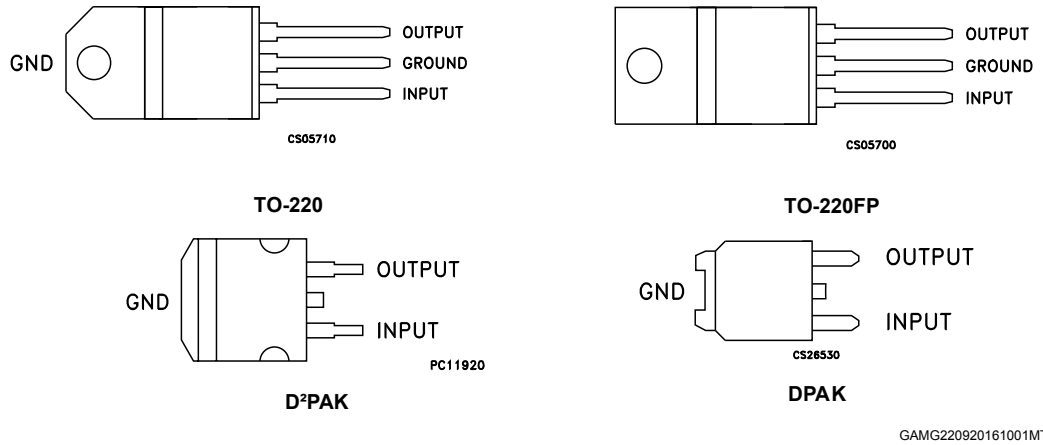 GND
OUTPUT
GROUND
INPUT
CS05710
TO-220
OUTPUT
GROUND
INPUT
CS05700
TO-220FP
GND
OUTPUT
INPUT
PC11920
D²PAK
GND
OUTPUT
INPUT
CS26530
DPAK